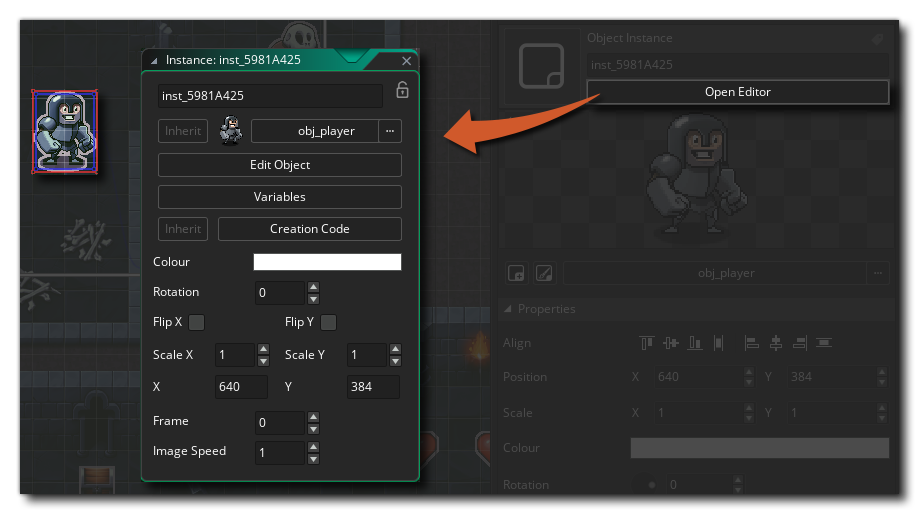 Instance: inst_5981A425
inst_5981A425
Inherit
obj_player
...
Edit Object
Variables
Inherit
Creation Code
Colour
Rotation
0
Flip X
Flip Y
Scale X
1
Scale Y
1
X
640
Y
384
Frame
0
Image Speed
1
Object Instance
inst_5981A425
Open Editor
obj_player
...
Properties
Align
Position
X
640
Y
384
Scale
X
1
Y
1
Colour
Rotation
0